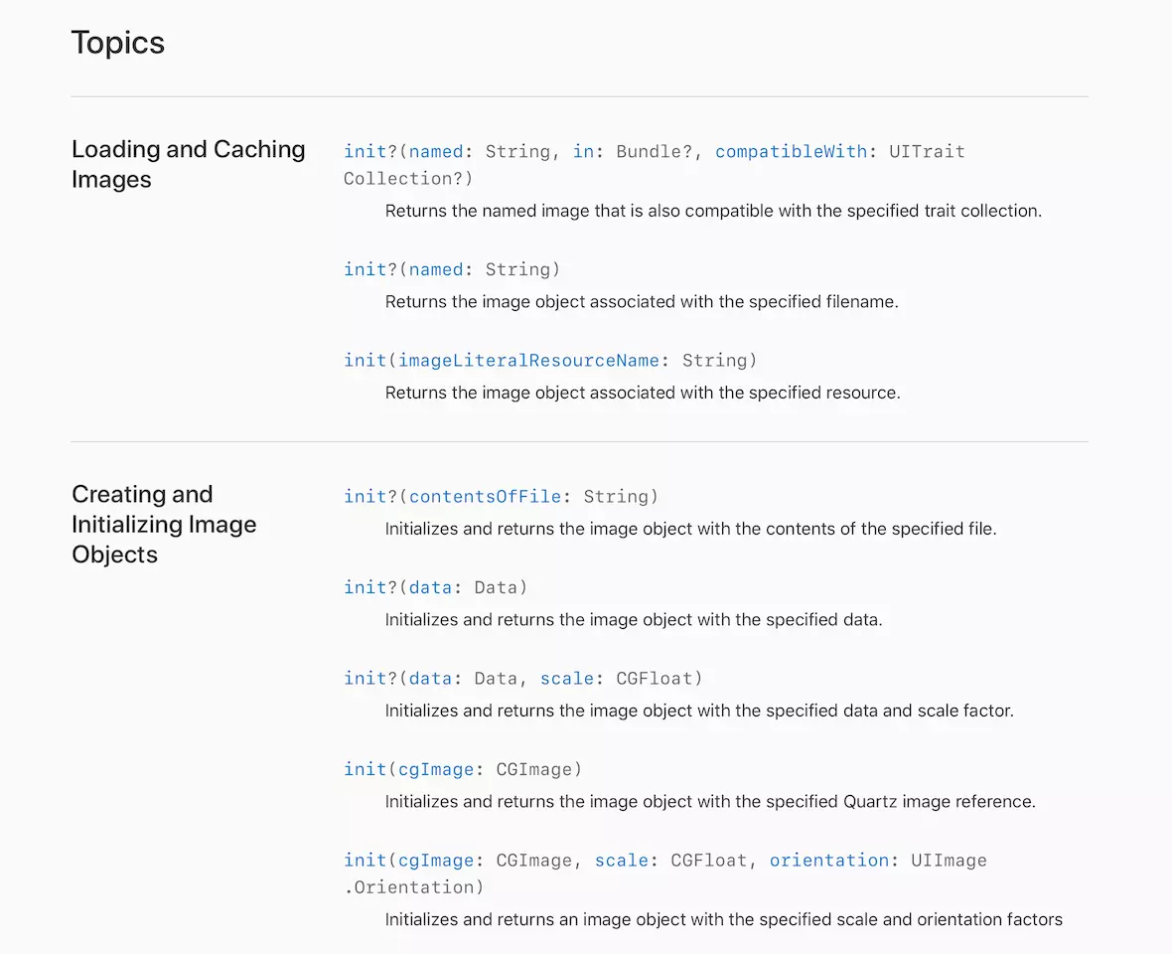 Topics
Loading and Caching
Images
init?(named: String, in: Bundle?, compatibleWith: UITrait
Collection?)
Returns the named image that is also compatible with the specified trait collection.
init?(named: String)
Returns the image object associated with the specified filename.
init(imageLiteralResourceName: String)
Returns the image object associated with the specified resource.
Creating and
Initializing Image
Objects
init?(contentsOfFile: String)
Initializes and returns the image object with the contents of the specified file.
init?(data: Data)
Initializes and returns the image object with the specified data.
init?(data: Data, scale: CGFloat)
Initializes and returns the image object with the specified data and scale factor.
init(cgImage: CGImage)
Initializes and returns the image object with the specified Quartz image reference.
init(cgImage: CGImage, scale: CGFloat, orientation: UIImage
.Orientation)
Initializes and returns an image object with the specified scale and orientation factors